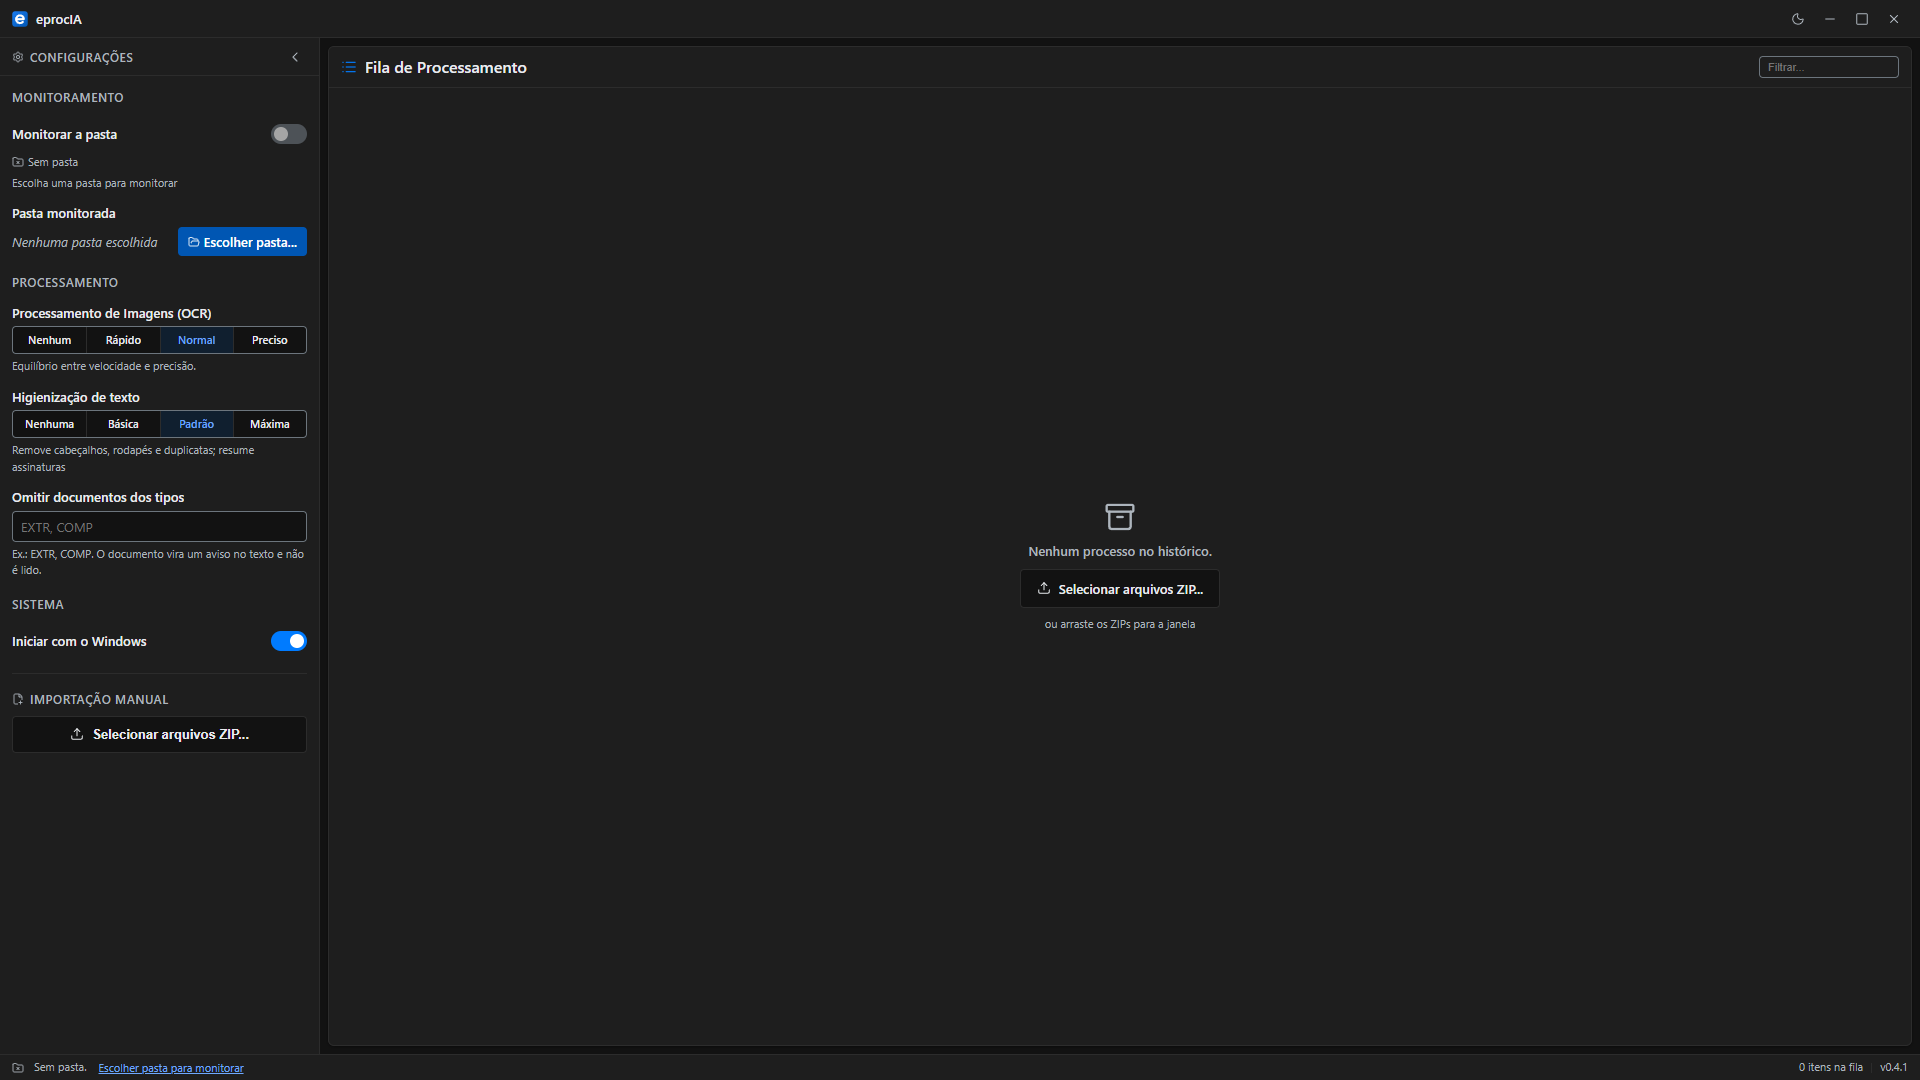 eprocIA
CONFIGURAÇÕES
MONITORAMENTO
Monitorar a pasta
Sem pasta
Escolha uma pasta para monitorar
Pasta monitorada
Nenhuma pasta escolhida
Escolher pasta...
PROCESSAMENTO
Processamento de Imagens (OCR)
Nenhum Rápido Normal Preciso
Equilíbrio entre velocidade e precisão.
Higienização de texto
Nenhuma Básica Padrão Máxima
Remove cabeçalhos, rodapés e duplicatas; resume
assinaturas
Omitir documentos dos tipos
EXTR, COMP
Ex.: EXTR, COMP. O documento vira um aviso no texto e não
é lido.
SISTEMA
Iniciar com o Windows
IMPORTAÇÃO MANUAL
Selecionar arquivos ZIP...
Fila de Processamento
Filtrar...
Nenhum processo no histórico.
Selecionar arquivos ZIP...
ou arraste os ZIPs para a janela
Sem pasta. Escolher pasta para monitorar
0 itens na fila v0.4.1